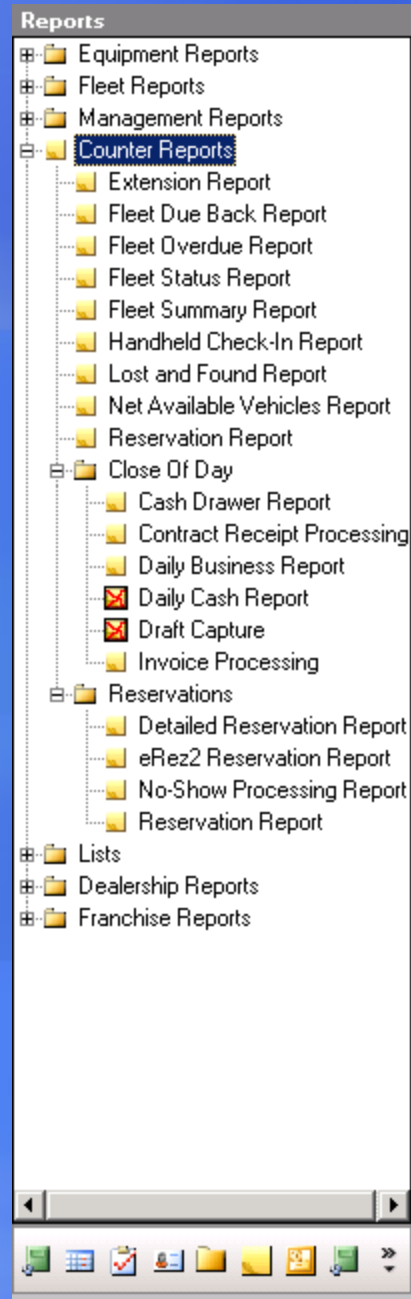 Reports
Equipment Reports
Fleet Reports
Management Reports
Counter Reports
Extension Report
Fleet Due Back Report
Fleet Overdue Report
Fleet Status Report
Fleet Summary Report
Handheld Check-In Report
Lost and Found Report
Net Available Vehicles Report
Reservation Report
Close Of Day
Cash Drawer Report
Contract Receipt Processing
Daily Business Report
Daily Cash Report
Draft Capture
Invoice Processing
Reservations
Detailed Reservation Report
eRez2 Reservation Report
No-Show Processing Report
Reservation Report
Lists
Dealership Reports
Franchise Reports